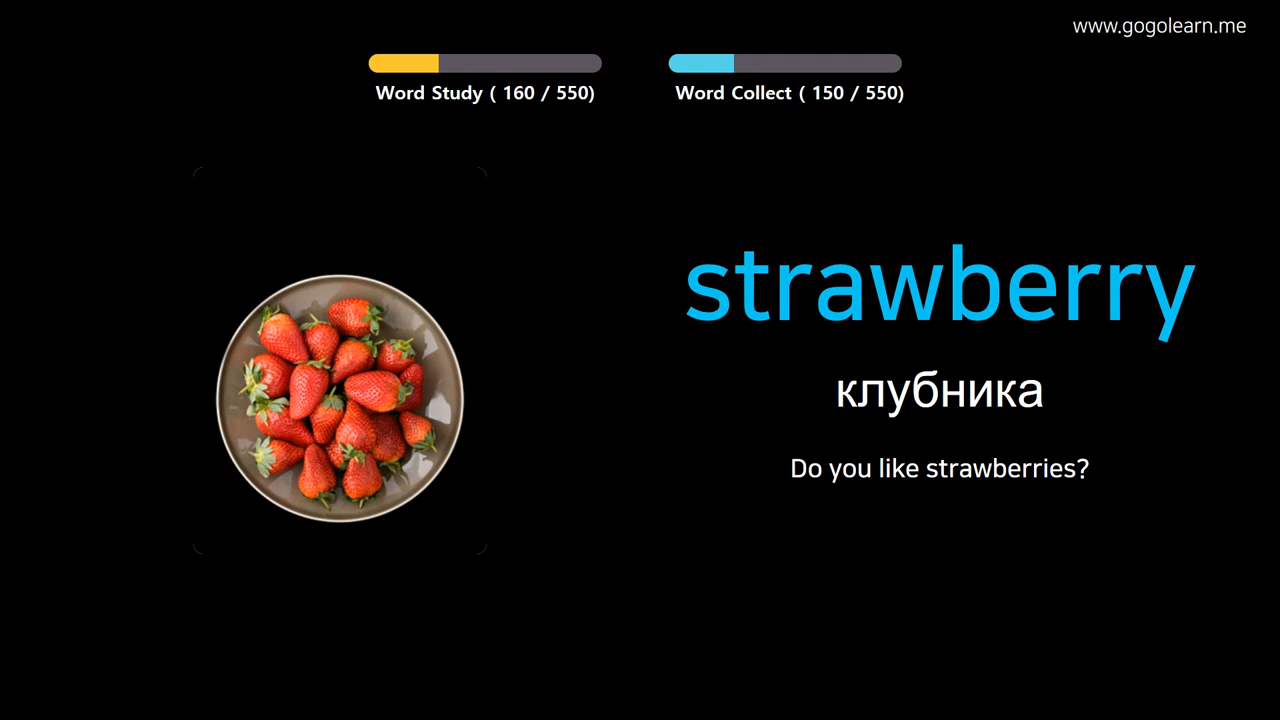 www.gogolearn.me
Word Study ( 160 / 550)
Word Collect ( 150 / 550)
strawberry
клубника
Do you like strawberries?